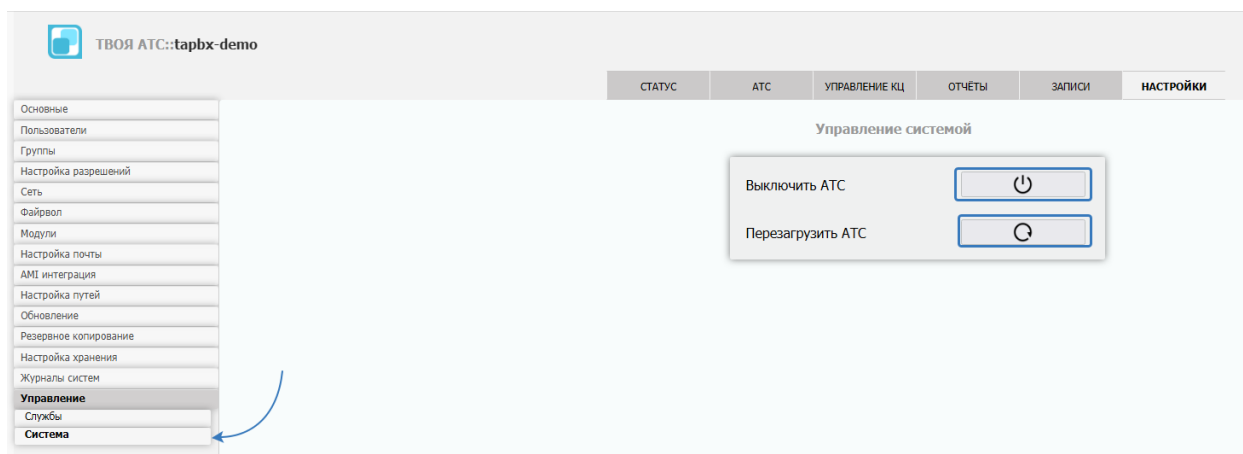 ТВОЯ АТС::tapbx-demo
СТАТУС
АТС
УПРАВЛЕНИЕ КЦ
ОТЧЁТЫ
ЗАПИСИ
НАСТРОЙКИ
Основные
Пользователи
Группы
Настройка разрешений
Сеть
Файрвол
Модули
Настройка почты
AMI интеграция
Настройка путей
Обновление
Резервное копирование
Настройка хранения
Журналы систем
Управление
Службы
Система
Управление системой
Выключить АТС
Перезагрузить АТС